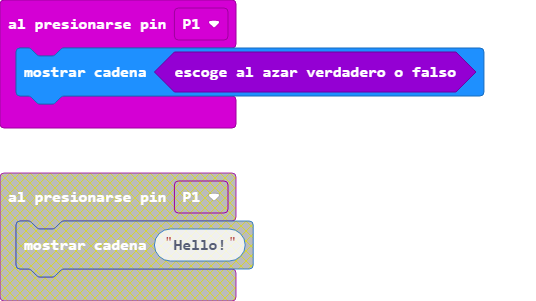 al presionarse pin P1
mostrar cadena escoge al azar verdadero o falso
al presionarse pin P1
mostrar cadena "Hello!"